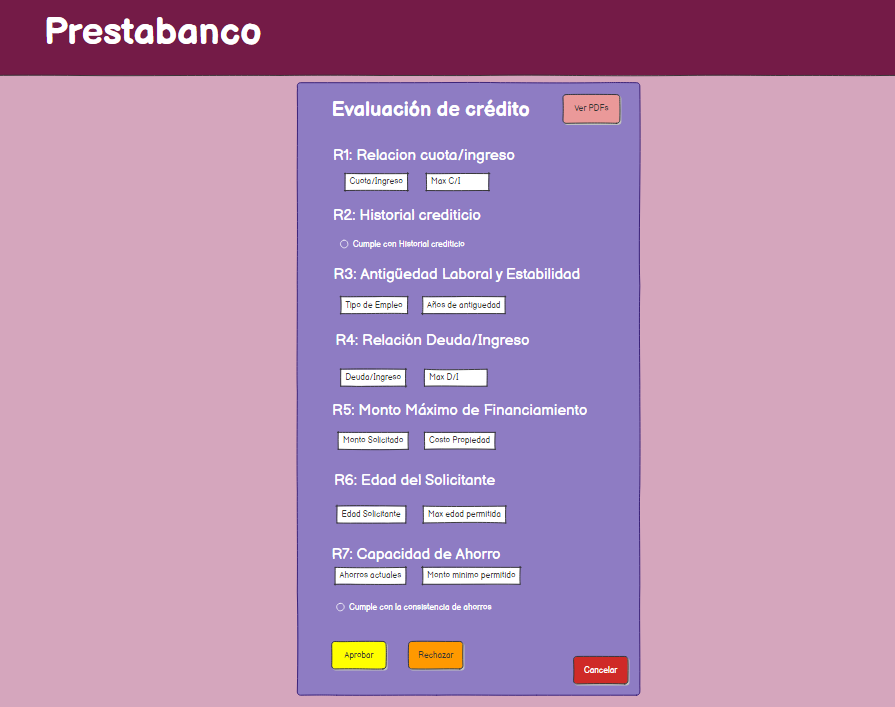 Prestabanco
Evaluación de crédito
Ver PDFs
R1: Relacion cuota/ingreso
Cuota/Ingreso
Max C/I
R2: Historial crediticio
Cumple con Historial crediticio
R3: Antigüedad Laboral y Estabilidad
Tipo de Empleo
Años de antiguedad
R4: Relación Deuda/Ingreso
Deuda/Ingreso
Max D/I
R5: Monto Máximo de Financiamiento
Monto Solicitado
Costo Propiedad
R6: Edad del Solicitante
Edad Solicitante
Max edad permitida
R7: Capacidad de Ahorro
Ahorros actuales
Monto minimo permitido
Cumple con la consistencia de ahorros
Aprobar
Rechazar
Cancelar